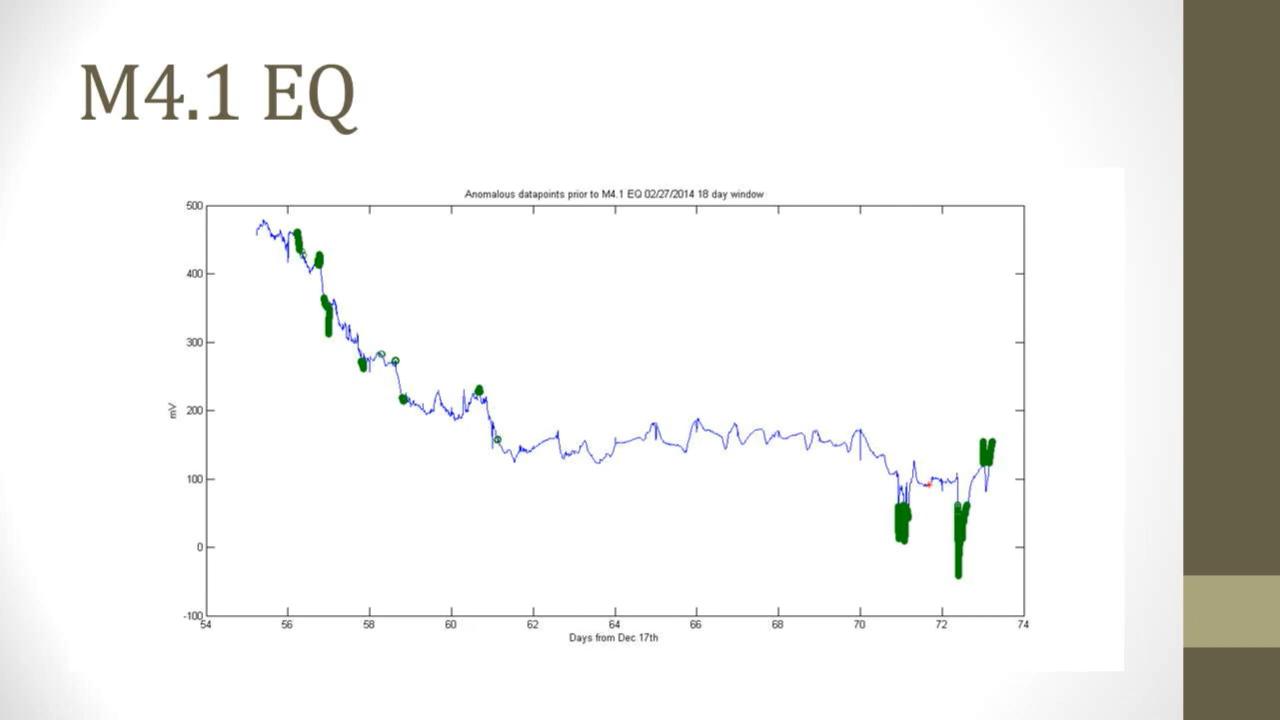 M4.1 EQ
Anomalous datapoints prior to M4.1 EQ 02/27/2014 18 day window
500
400
300
200
100
0
-100
mV
54 56 58 60 62 64 66 68 70 72 74
Days from Dec 17th